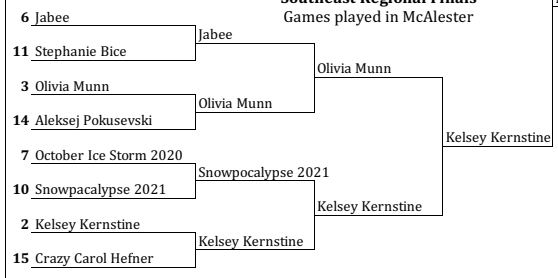 Southeast Regional Finals
Games played in McAlester
6 Jabee
Jabee
11 Stephanie Bice
Olivia Munn
3 Olivia Munn
Olivia Munn
14 Aleksej Pokusevski
Kelsey Kernstine
7 October Ice Storm 2020
Snowpocalypse 2021
10 Snowpacalypse 2021
Kelsey Kernstine
2 Kelsey Kernstine
Kelsey Kernstine
15 Crazy Carol Hefner